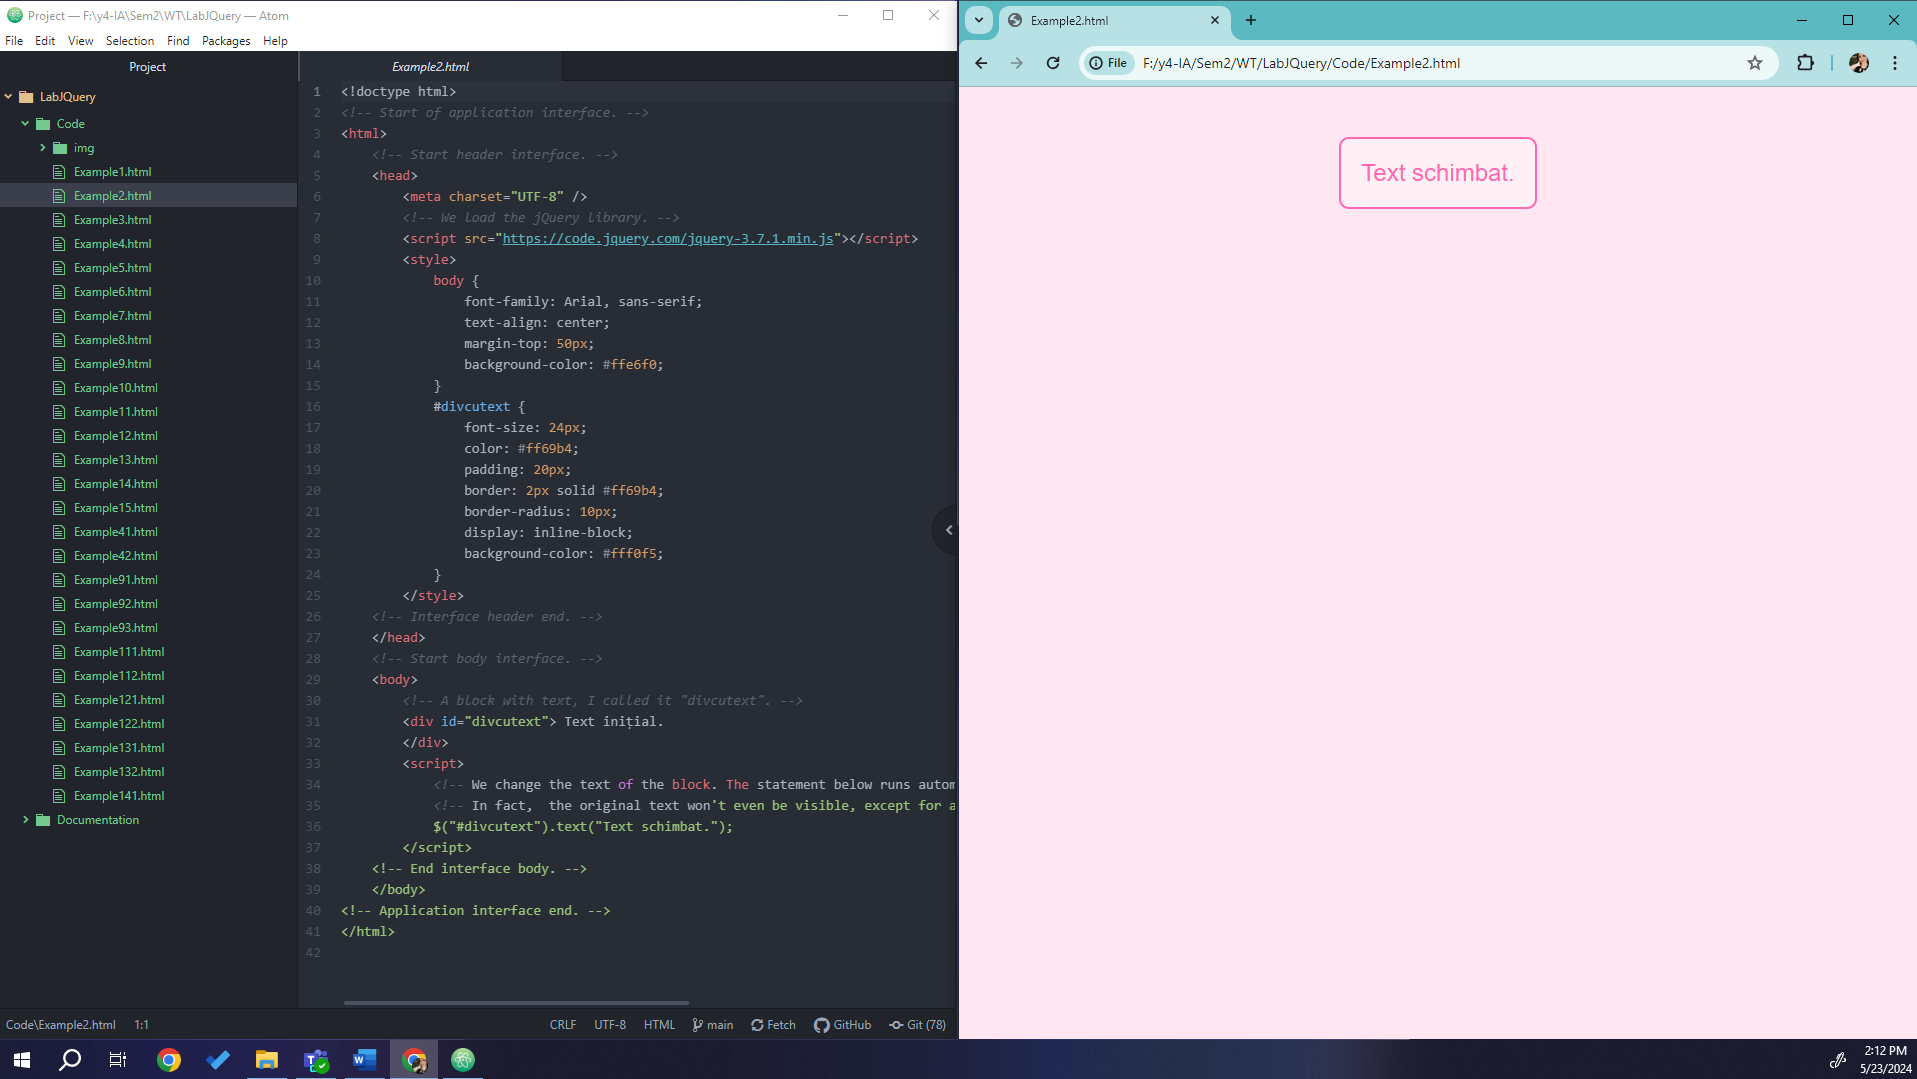 Project — F:\y4-IA\Sem2\WT\LabJQuery — Atom
File Edit View Selection Find Packages Help
Project
LabJQuery
Code
img
Example1.html
Example2.html
Example3.html
Example4.html
Example5.html
Example6.html
Example7.html
Example8.html
Example9.html
Example10.html
Example11.html
Example12.html
Example13.html
Example14.html
Example15.html
Example41.html
Example42.html
Example91.html
Example92.html
Example93.html
Example111.html
Example112.html
Example121.html
Example122.html
Example131.html
Example132.html
Example141.html
Documentation
Example2.html
1 <!doctype html>
2 <!-- Start of application interface. -->
3 <html>
4 <!-- Start header interface. -->
5 <head>
6 <meta charset="UTF-8" />
7 <!-- We load the jQuery library. -->
8 <script src="https://code.jquery.com/jquery-3.7.1.min.js"></script>
9 <style>
10 body {
11 font-family: Arial, sans-serif;
12 text-align: center;
13 margin-top: 50px;
14 background-color: #ffe6f0;
15 }
16 #divcutext {
17 font-size: 24px;
18 color: #ff69b4;
19 padding: 20px;
20 border: 2px solid #ff69b4;
21 border-radius: 10px;
22 display: inline-block;
23 background-color: #fff0f5;
24 }
25 </style>
26 <!-- Interface header end. -->
27 </head>
28 <!-- Start body interface. -->
29 <body>
30 <!-- A block with text, I called it "divcutext". -->
31 <div id="divcutext"> Text inițial.
32 </div>
33 <script>
34 <!-- We change the text of the block. The statement below runs autom
35 <!-- In fact,  the original text won't even be visible, except for a
36 $("#divcutext").text("Text schimbat.");
37 </script>
38 <!-- End interface body. -->
39 </body>
40 <!-- Application interface end. -->
41 </html>
42
Code\Example2.html 1:1 CRLF UTF-8 HTML main Fetch GitHub Git (78)
Example2.html
File F:/y4-IA/Sem2/WT/LabJQuery/Code/Example2.html
Text schimbat.
2:12 PM
5/23/2024